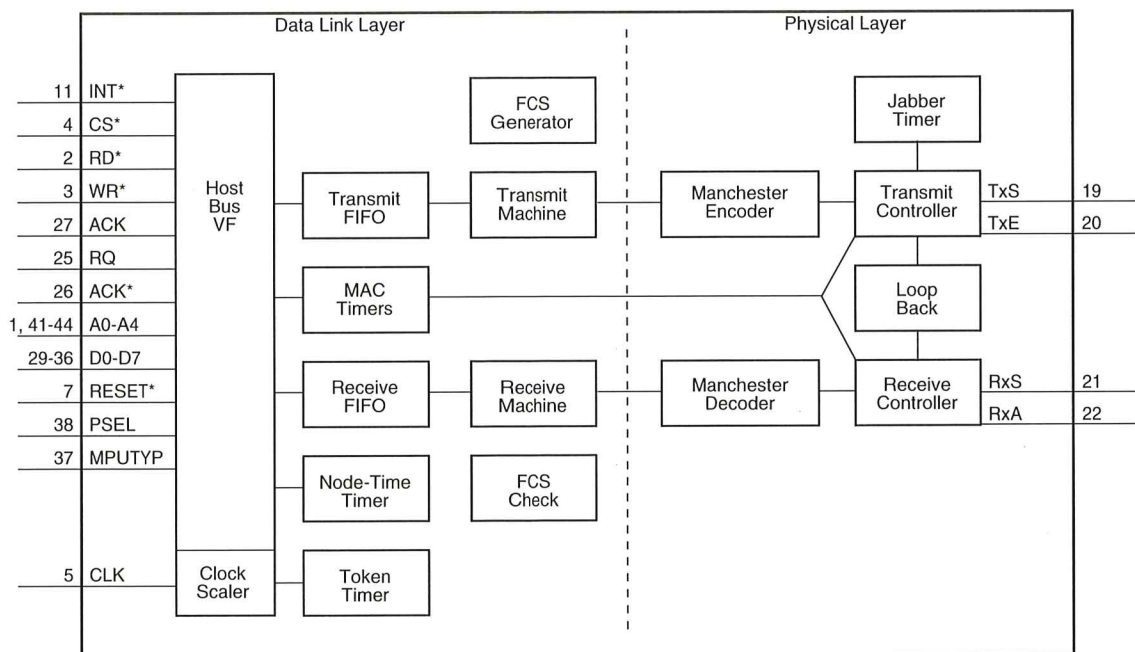 Data Link Layer
Physical Layer
11 INT*
4 CS*
2 RD*
3 WR*
27 ACK
25 RQ
26 ACK*
1, 41-44 A0-A4
29-36 D0-D7
7 RESET*
38 PSEL
37 MPUTYP
5 CLK
Host
Bus
VF
Clock
Scaler
Transmit
FIFO
MAC
Timers
Receive
FIFO
Node-Time
Timer
Token
Timer
FCS
Generator
Transmit
Machine
Receive
Machine
FCS
Check
Manchester
Encoder
Manchester
Decoder
Jabber
Timer
Transmit
Controller
Loop
Back
Receive
Controller
TxS 19
TxE 20
RxS 21
RxA 22